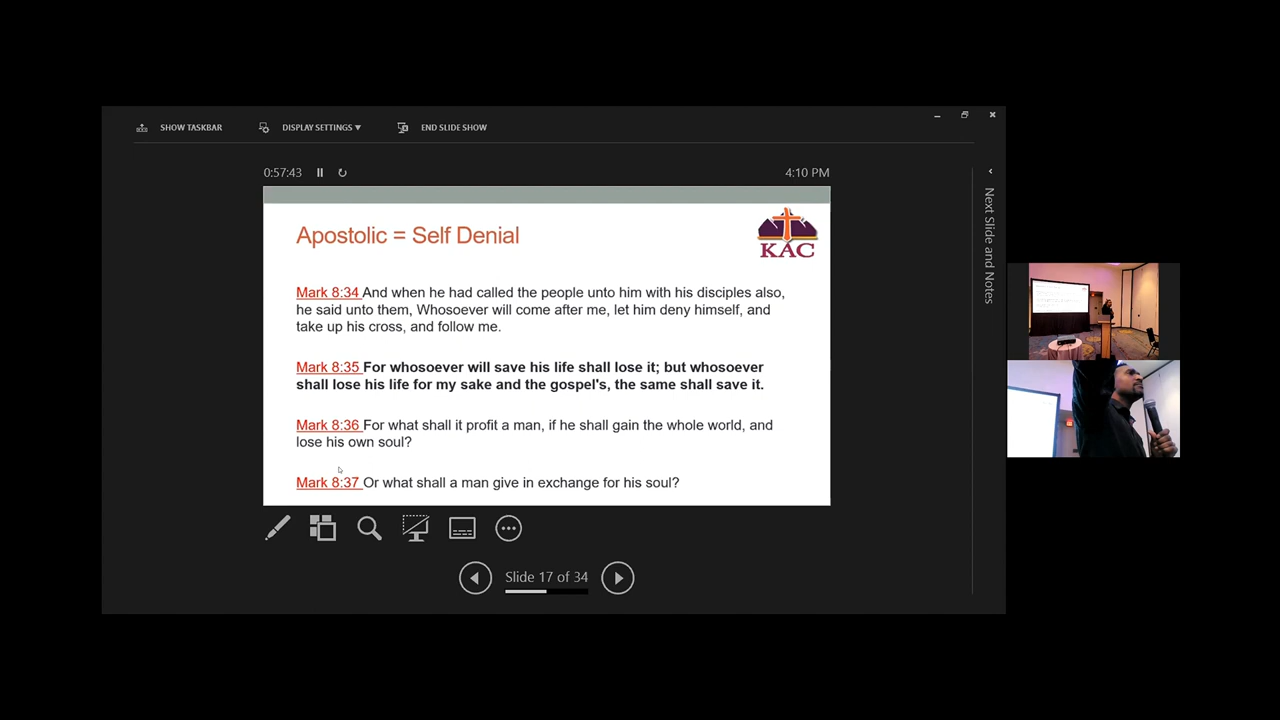 SHOW TASKBAR
DISPLAY SETTINGS ▼
END SLIDE SHOW
0:57:43
4:10 PM
Next Slide and Notes
Apostolic = Self Denial
KAC
Mark 8:34 And when he had called the people unto him with his disciples also,
he said unto them, Whosoever will come after me, let him deny himself, and
take up his cross, and follow me.
Mark 8:35 For whosoever will save his life shall lose it; but whosoever
shall lose his life for my sake and the gospel's, the same shall save it.
Mark 8:36 For what shall it profit a man, if he shall gain the whole world, and
lose his own soul?
Mark 8:37 Or what shall a man give in exchange for his soul?
Slide 17 of 34